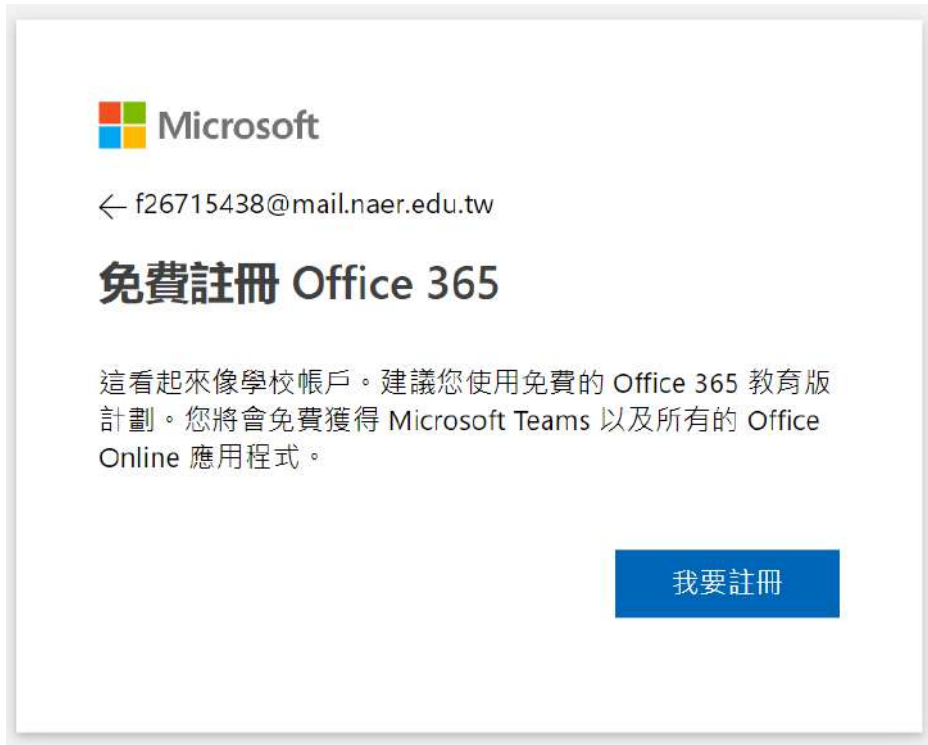 Microsoft
← f26715438@mail.naer.edu.tw
免費註冊 Office 365
這看起來像學校帳戶。建議您使用免費的 Office 365 教育版
計劃。您將會免費獲得 Microsoft Teams 以及所有的 Office
Online 應用程式。
我要註冊